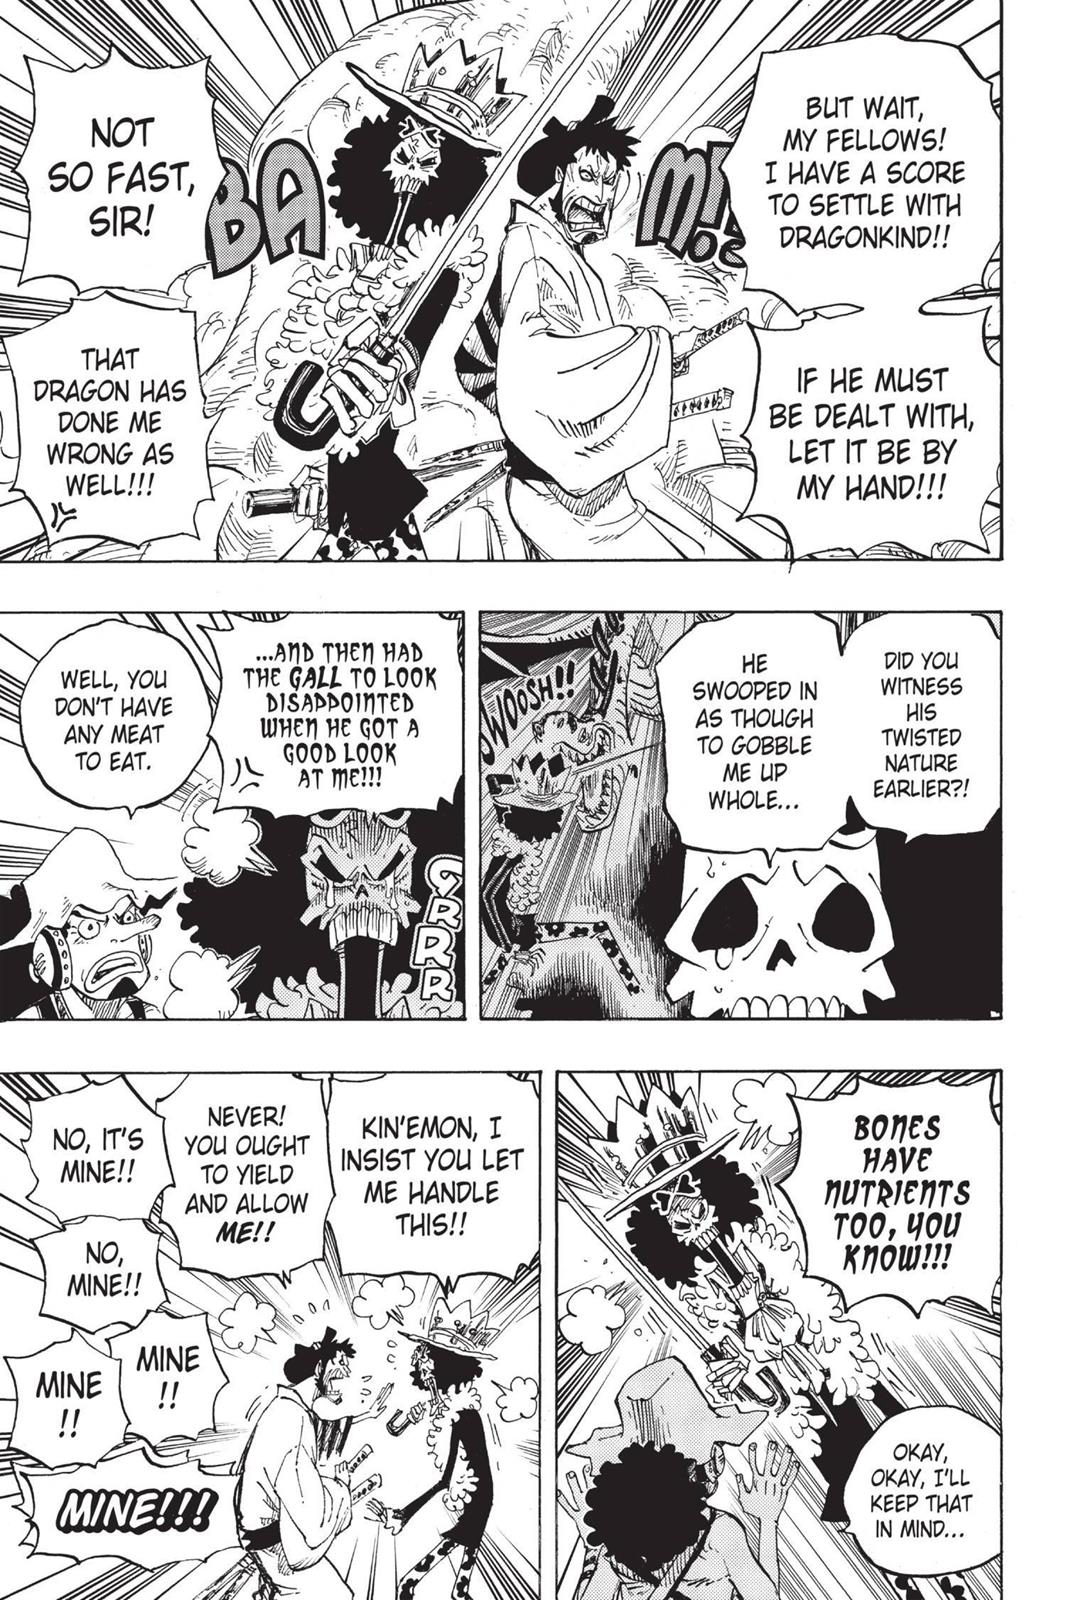 BUT WAIT,
MY FELLOWS!
I HAVE A SCORE
TO SETTLE WITH
DRAGONKIND!!
IF HE MUST
BE DEALT WITH,
LET IT BE BY
MY HAND!!!
BA
NOT
SO FAST,
SIR!
THAT
DRAGON HAS
DONE ME
WRONG AS
WELL!!!
DID YOU
WITNESS
HIS
TWISTED
NATURE
EARLIER?!
HE
SWOOPED IN
AS THOUGH
TO GOBBLE
ME UP
WHOLE...
SWOOSH!!
...AND THEN HAD
THE GALL TO LOOK
DISAPPOINTED
WHEN HE GOT A
GOOD LOOK
AT ME!!!
GRRR
WELL, YOU
DON'T HAVE
ANY MEAT
TO EAT.
BONES
HAVE
NUTRIENTS
TOO, YOU
KNOW!!!
OKAY,
OKAY, I'LL
KEEP THAT
IN MIND...
KIN'EMON, I
INSIST YOU LET
ME HANDLE
THIS!!
NEVER!
YOU OUGHT
TO YIELD
AND ALLOW
ME!!
NO, IT'S
MINE!!
NO,
MINE!!
MINE
!!
MINE
!!
MINE!!!